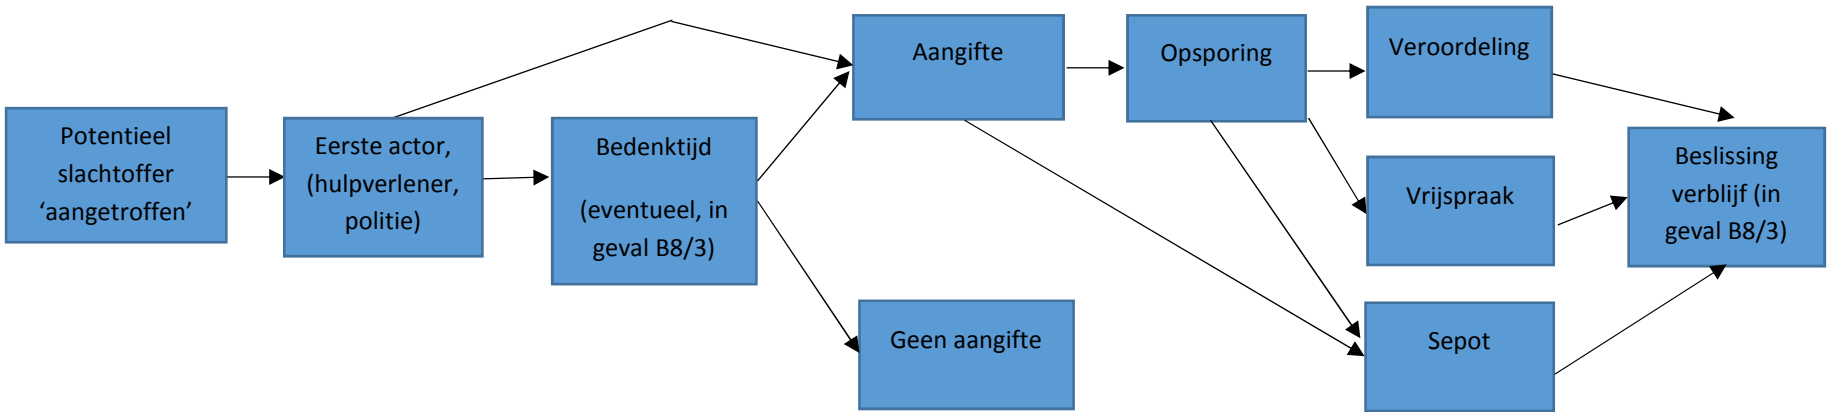 Potentieel
slachtoffer
‘aangetroffen’
Eerste actor,
(hulpverlener,
politie)
Bedenktijd
(eventueel, in
geval B8/3)
Aangifte
Geen aangifte
Opsporing
Veroordeling
Vrijspraak
Sepot
Beslissing
verblijf (in
geval B8/3)